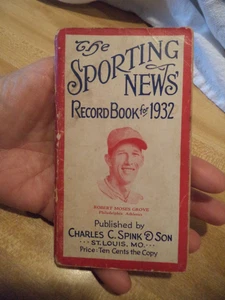 The
SPORTING
NEWS
RECORD BOOK for 1932
ROBERT MOSES GROVE
Philadelphia Athletics
Published by
CHARLES C. SPINK & SON
ST. LOUIS, MO.
Price: Ten Cents the Copy